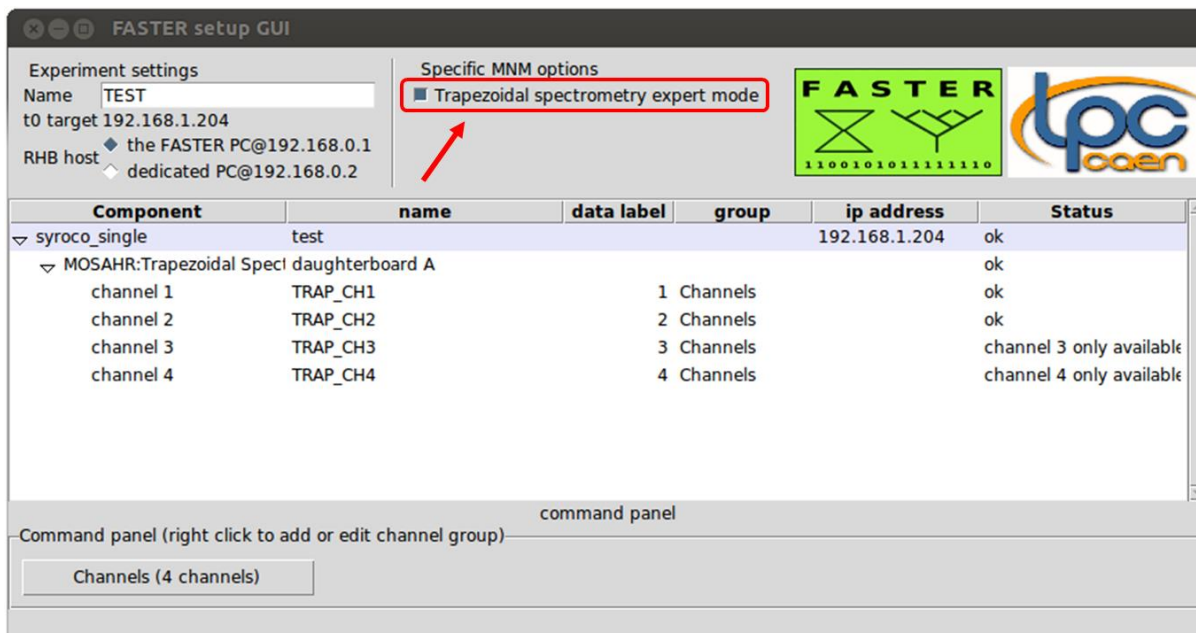 FASTER setup GUI
Experiment settings
Name TEST
t0 target 192.168.1.204
RHB host the FASTER PC@192.168.0.1
dedicated PC@192.168.0.2
Specific MNM options
Trapezoidal spectrometry expert mode
FASTER
1100101011111110
lpc
caen
Component name data label group ip address Status
syroco_single test 192.168.1.204 ok
MOSAHR:Trapezoidal Spect daughterboard A ok
channel 1 TRAP_CH1 1 Channels ok
channel 2 TRAP_CH2 2 Channels ok
channel 3 TRAP_CH3 3 Channels channel 3 only available
channel 4 TRAP_CH4 4 Channels channel 4 only available
command panel
Command panel (right click to add or edit channel group)
Channels (4 channels)